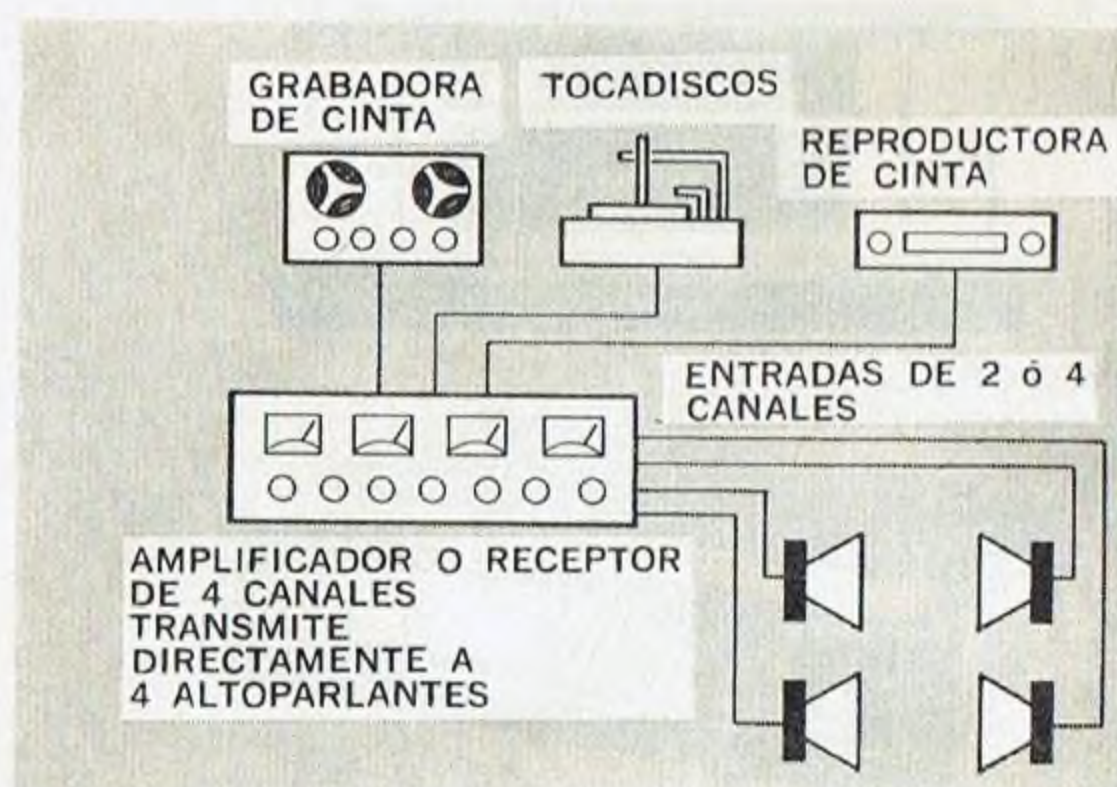 GRABADORA
DE CINTA
TOCADISCOS
REPRODUCTORA
DE CINTA
ENTRADAS DE 2 ó 4
CANALES
AMPLIFICADOR O RECEPTOR
DE 4 CANALES
TRANSMITE
DIRECTAMENTE A
4 ALTOPARLANTES